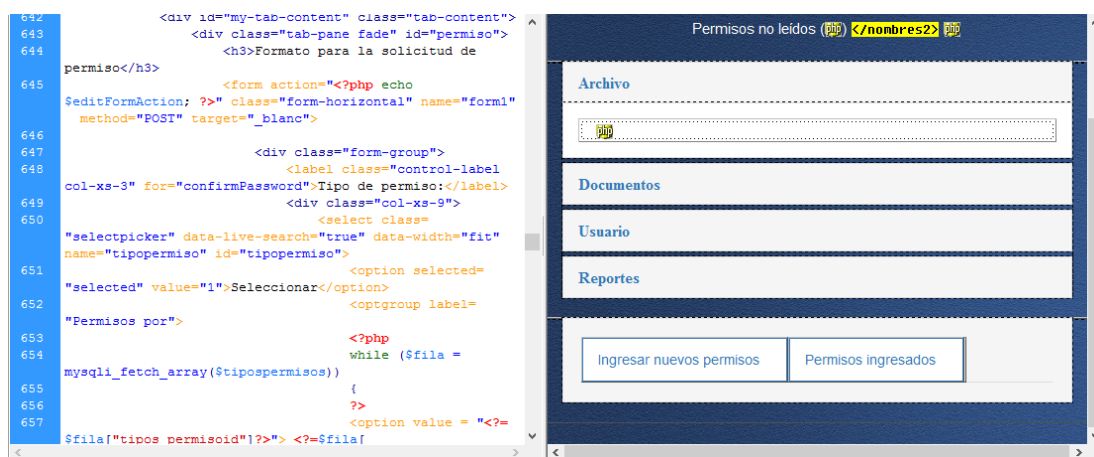 642 <div id="my-tab-content" class="tab-content">
643 <div class="tab-pane fade" id="permiso">
644 <h3>Formato para la solicitud de
permiso</h3>
645 <form action="<?php echo
$editFormAction; ?>" class="form-horizontal" name="form1"
method="POST" target="_blanc">
646
647 <div class="form-group">
648 <label class="control-label
col-xs-3" for="confirmPassword">Tipo de permiso:</label>
649 <div class="col-xs-9">
650 <select class=
"selectpicker" data-live-search="true" data-width="fit"
name="tipopermiso" id="tipopermiso">
651 <option selected=
"selected" value="1">Seleccionar</option>
652 <optgroup label=
"Permisos por">
653 <?php
654 while ($fila =
mysqli_fetch_array($tipospermisos))
655 {
656 ?>
657 <option value = "<?=
$fila["tipos_permisoid"]?>"> <?=$fila[
Permisos no leídos (php) </nombres2> php
Archivo
php
Documentos
Usuario
Reportes
Ingresar nuevos permisos
Permisos ingresados